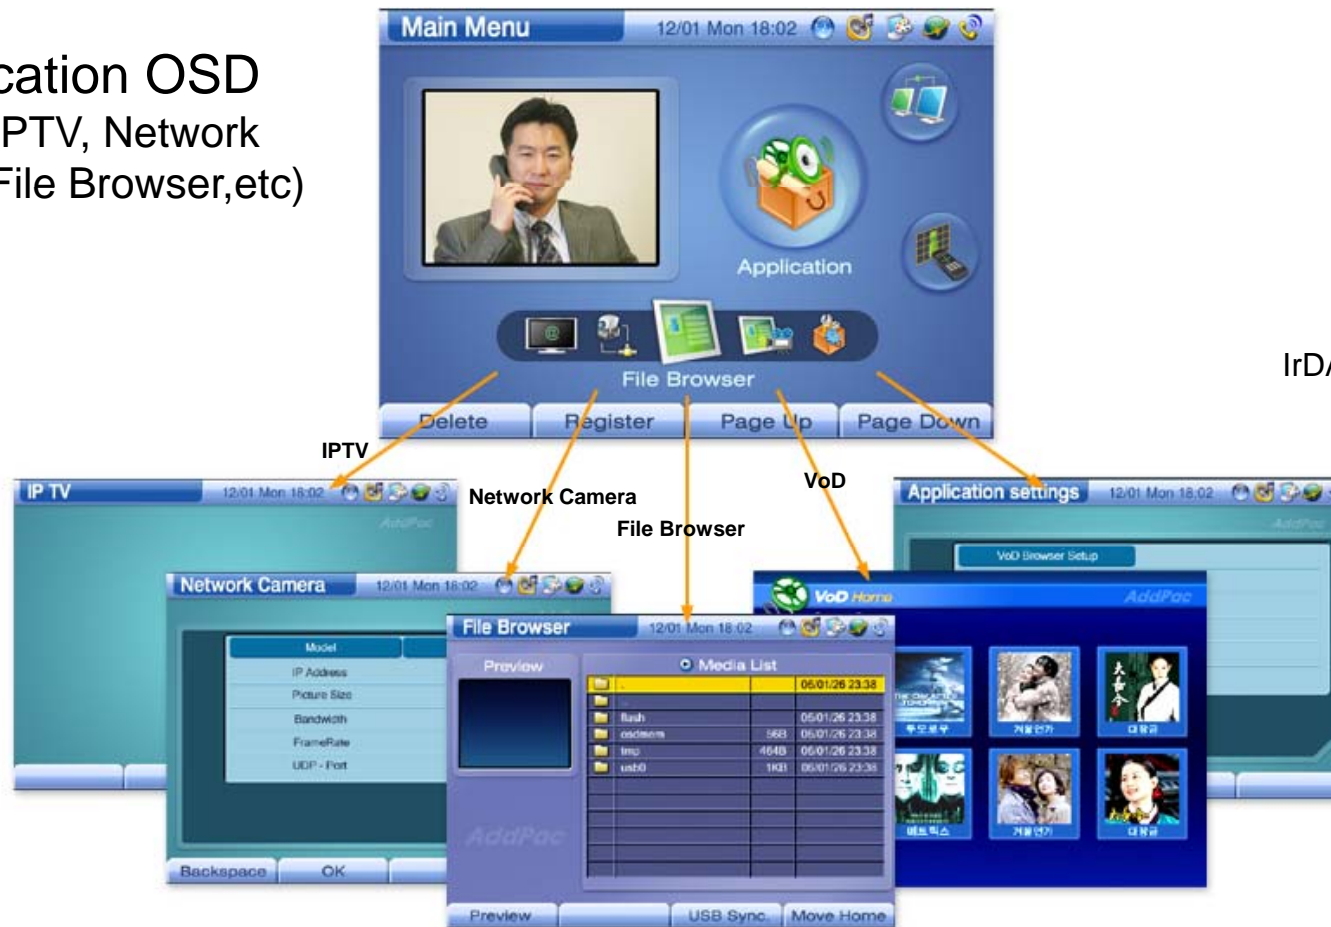 cation OSD
IPTV, Network
File Browser,etc)
Main Menu
12/01 Mon 18:02
Application
File Browser
Delete
Register
Page Up
Page Down
IrDA
IPTV
Network Camera
File Browser
VoD
IP TV
12/01 Mon 18:02
AddPac
Network Camera
12/01 Mon 18:02
Model
IP Address
Picture Size
Bandwidth
FrameRate
UDP - Port
Backspace
OK
File Browser
12/01 Mon 18:02
Preview
Media List
.
06/01/26 23:38
..
flash
06/01/26 23:38
osdmem
56B
06/01/26 23:38
tmp
464B
06/01/26 23:38
usb0
1KB
06/01/26 23:38
AddPac
Preview
USB Sync.
Move Home
VoD Home
AddPac
투모로우
겨울연가
대장금
매트릭스
겨울연가
대장금
Application settings
12/01 Mon 18:02
AddPac
VoD Browser Setup